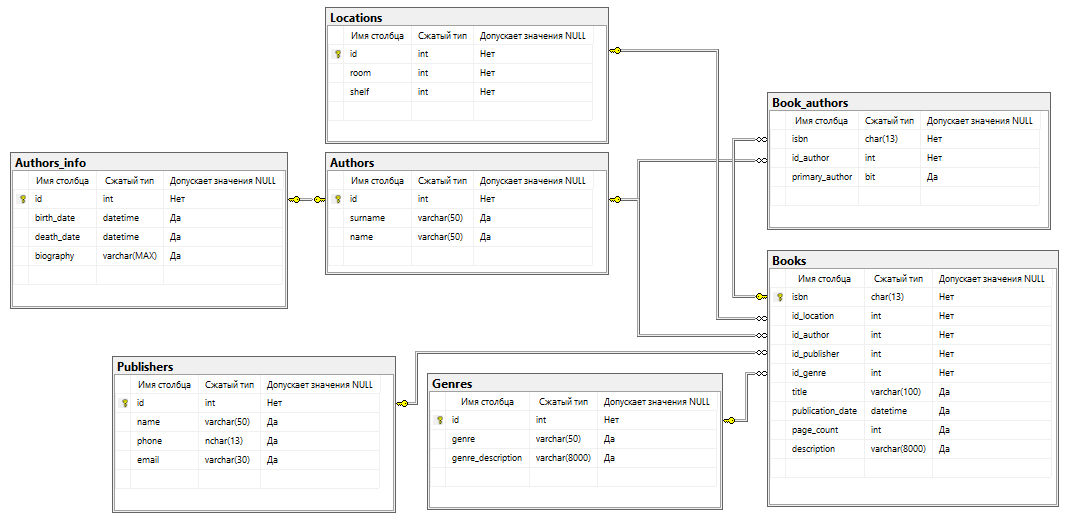 Locations
Имя столбца Сжатый тип Допускает значения NULL
id int Нет
room int Нет
shelf int Нет
Book_authors
Имя столбца Сжатый тип Допускает значения NULL
isbn char(13) Нет
id_author int Нет
primary_author bit Да
Authors_info
Имя столбца Сжатый тип Допускает значения NULL
id int Нет
birth_date datetime Да
death_date datetime Да
biography varchar(MAX) Да
Authors
Имя столбца Сжатый тип Допускает значения NULL
id int Нет
surname varchar(50) Да
name varchar(50) Да
Books
Имя столбца Сжатый тип Допускает значения NULL
isbn char(13) Нет
id_location int Нет
id_author int Нет
id_publisher int Нет
id_genre int Нет
title varchar(100) Да
publication_date datetime Да
page_count int Да
description varchar(8000) Да
Publishers
Имя столбца Сжатый тип Допускает значения NULL
id int Нет
name varchar(50) Да
phone nchar(13) Да
email varchar(30) Да
Genres
Имя столбца Сжатый тип Допускает значения NULL
id int Нет
genre varchar(50) Да
genre_description varchar(8000) Да